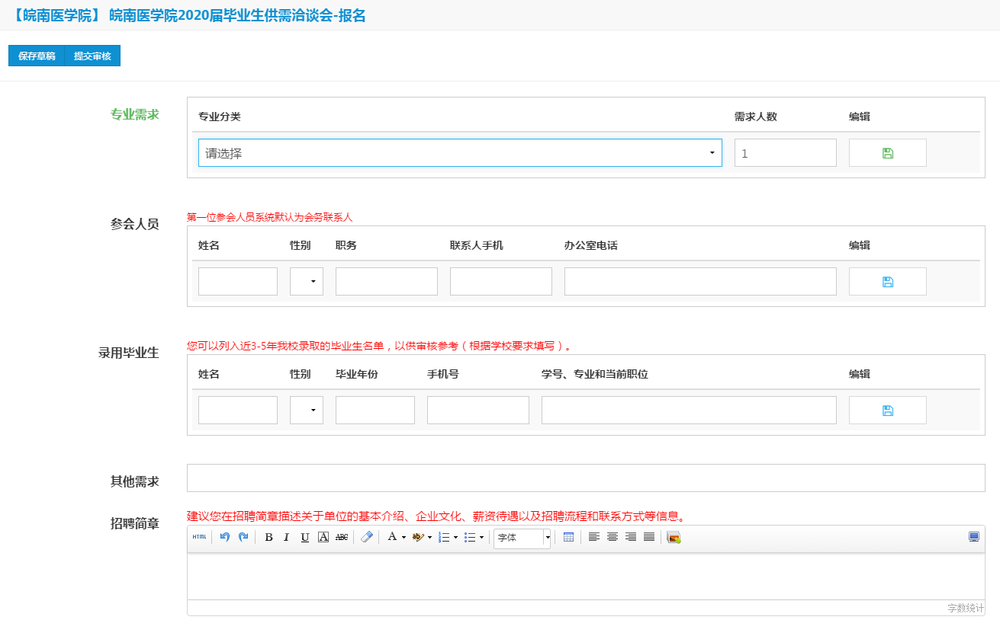 【皖南医学院】 皖南医学院2020届毕业生供需洽谈会-报名
保存草稿 提交审核
专业需求
专业分类 需求人数 编辑
请选择 1
参会人员
第一位参会人员系统默认为会务联系人
姓名 性别 职务 联系人手机 办公室电话 编辑
录用毕业生
您可以列入近3-5年我校录取的毕业生名单，以供审核参考（根据学校要求填写）。
姓名 性别 毕业年份 手机号 学号、专业和当前职位 编辑
其他需求
招聘简章
建议您在招聘简章描述关于单位的基本介绍、企业文化、薪资待遇以及招聘流程和联系方式等信息。
HTML B I U A ABC A ab 字体
字数统计